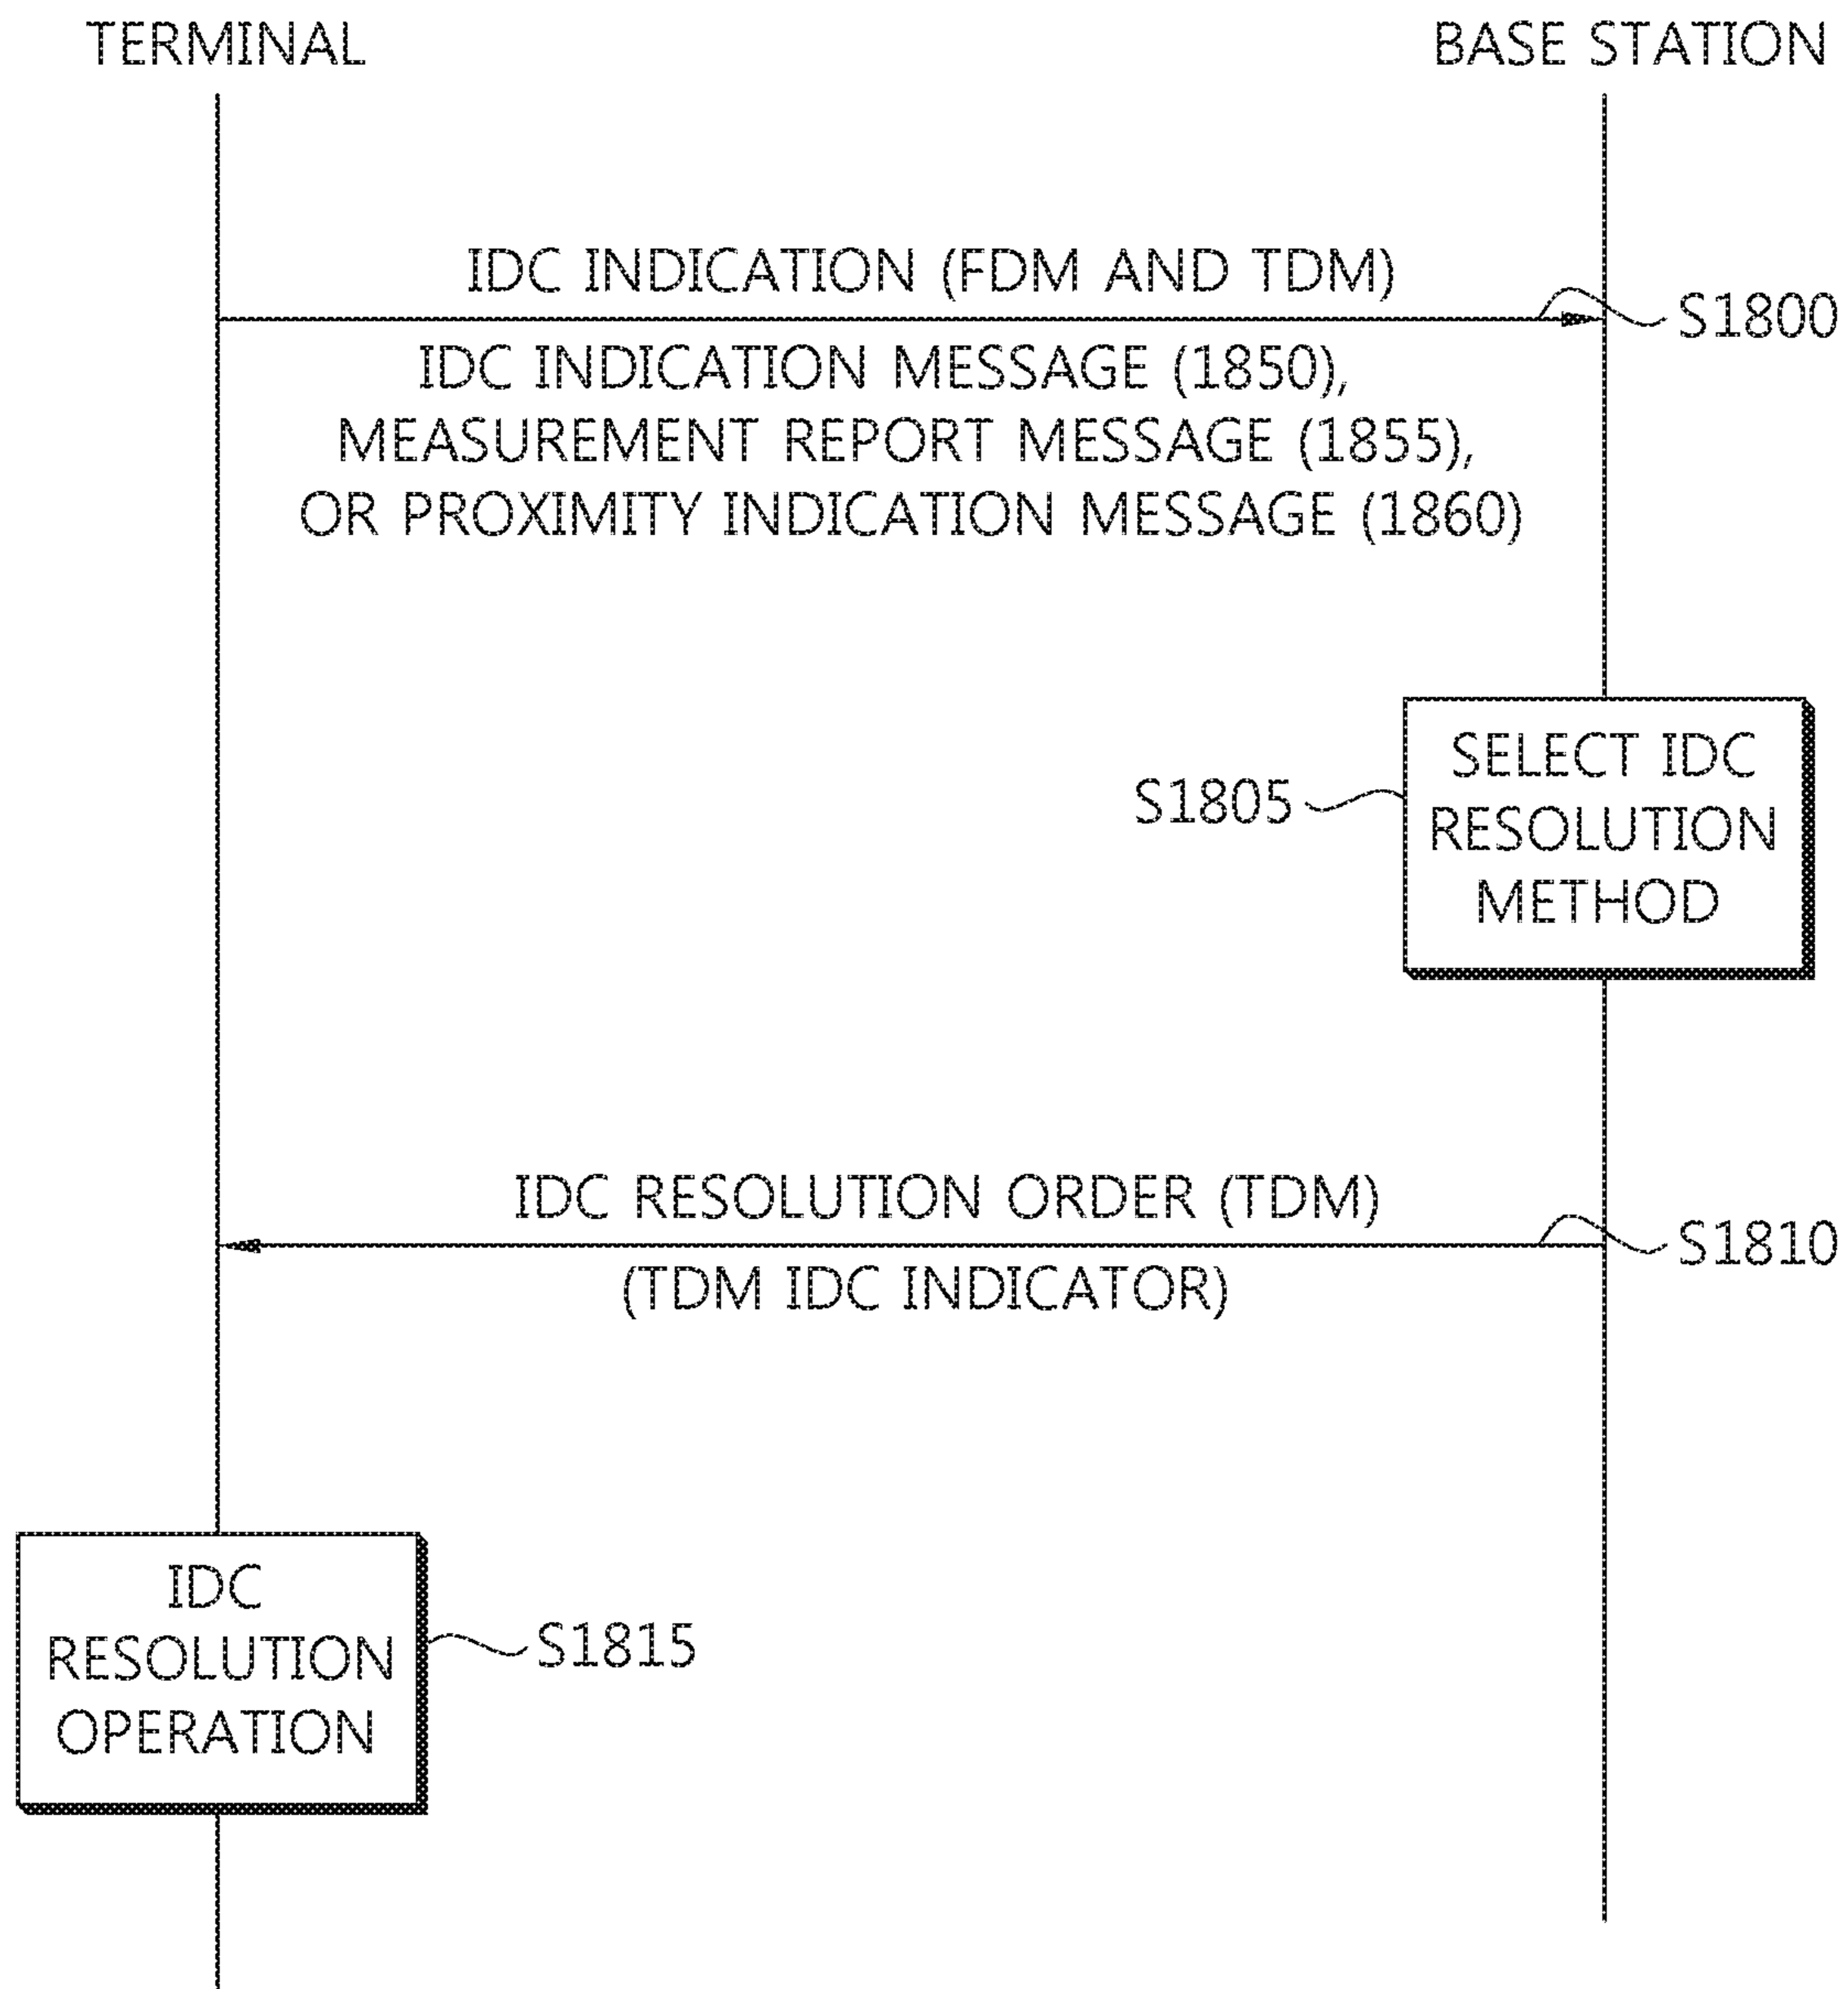 TERMINAL
BASE STATION
IDC INDICATION (FDM AND TDM)
S1800
IDC INDICATION MESSAGE (1850),
MEASUREMENT REPORT MESSAGE (1855),
OR PROXIMITY INDICATION MESSAGE (1860)
SELECT IDC
RESOLUTION
METHOD
S1805
IDC RESOLUTION ORDER (TDM)
S1810
(TDM IDC INDICATOR)
IDC
RESOLUTION
OPERATION
S1815